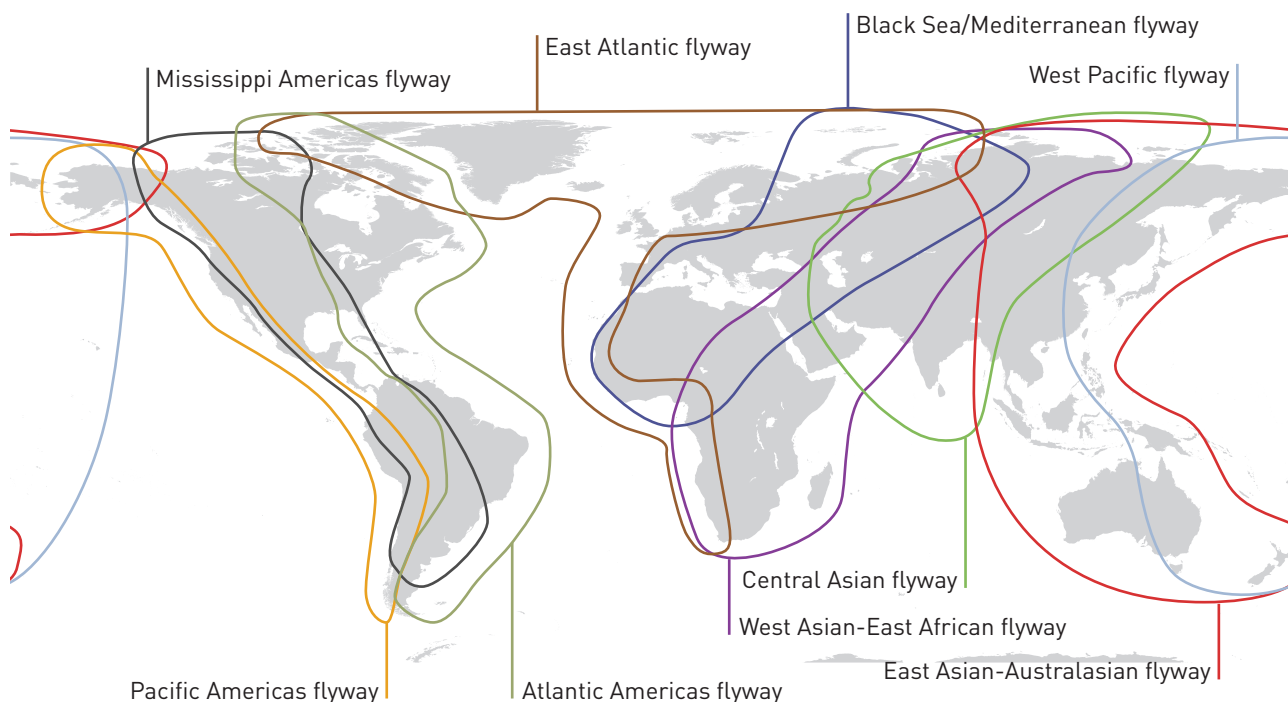 Black Sea/Mediterranean flyway
East Atlantic flyway
West Pacific flyway
Mississippi Americas flyway
Central Asian flyway
West Asian-East African flyway
East Asian-Australasian flyway
Pacific Americas flyway
Atlantic Americas flyway